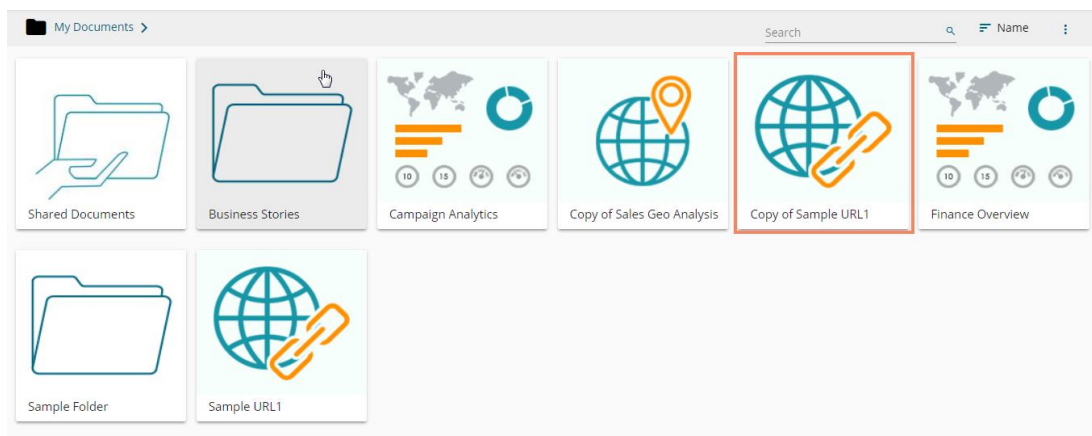 My Documents
Search
Name
10 15
10 15
Shared Documents
Business Stories
Campaign Analytics
Copy of Sales Geo Analysis
Copy of Sample URL1
Finance Overview
Sample Folder
Sample URL1